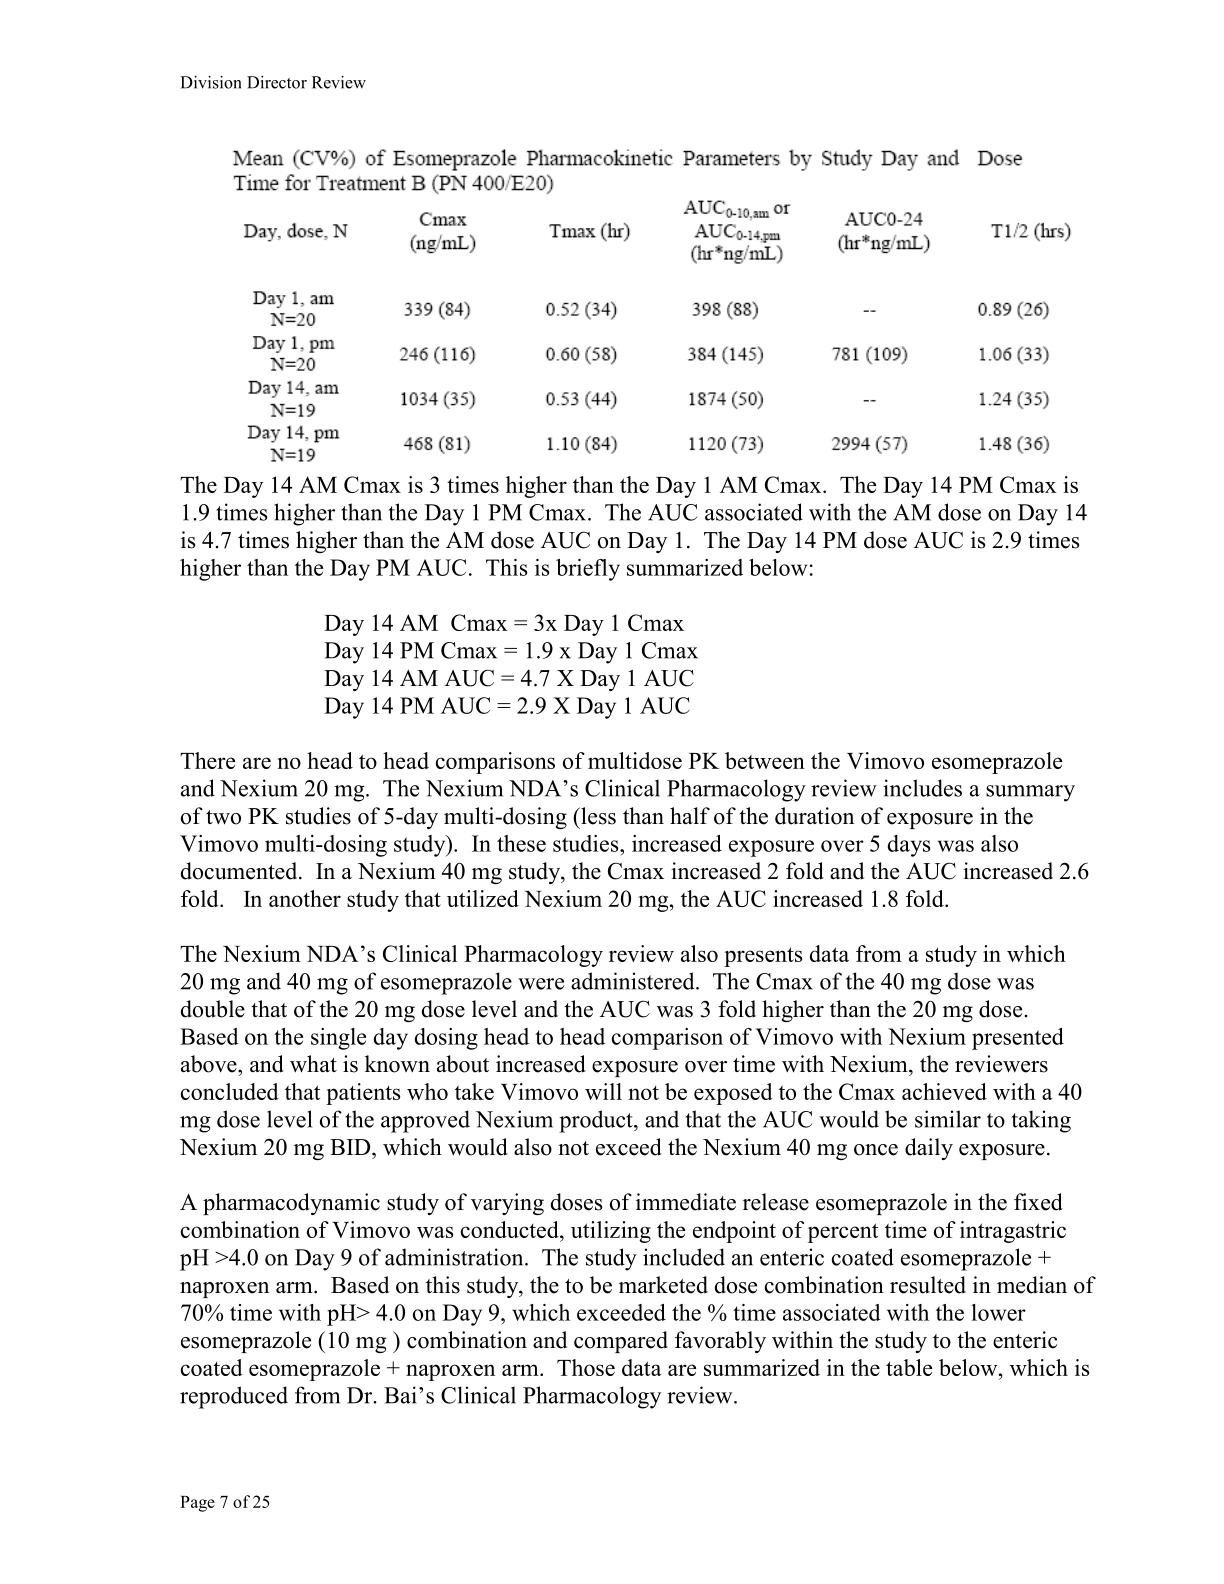 Division Director Review
Mean (CV%) of Esomeprazole Pharmacokinetic Parameters by Study Day and Dose
Time for Treatment B (PN 400/E20)
Day, dose, N Cmax (ng/mL) Tmax (hr) AUC0-10,am or AUC0-14,pm (hr*ng/mL) AUC0-24 (hr*ng/mL) T1/2 (hrs)
Day 1, am N=20 339 (84) 0.52 (34) 398 (88) -- 0.89 (26)
Day 1, pm N=20 246 (116) 0.60 (58) 384 (145) 781 (109) 1.06 (33)
Day 14, am N=19 1034 (35) 0.53 (44) 1874 (50) -- 1.24 (35)
Day 14, pm N=19 468 (81) 1.10 (84) 1120 (73) 2994 (57) 1.48 (36)
The Day 14 AM Cmax is 3 times higher than the Day 1 AM Cmax. The Day 14 PM Cmax is
1.9 times higher than the Day 1 PM Cmax. The AUC associated with the AM dose on Day 14
is 4.7 times higher than the AM dose AUC on Day 1. The Day 14 PM dose AUC is 2.9 times
higher than the Day PM AUC. This is briefly summarized below:
Day 14 AM Cmax = 3x Day 1 Cmax
Day 14 PM Cmax = 1.9 x Day 1 Cmax
Day 14 AM AUC = 4.7 X Day 1 AUC
Day 14 PM AUC = 2.9 X Day 1 AUC
There are no head to head comparisons of multidose PK between the Vimovo esomeprazole
and Nexium 20 mg. The Nexium NDA's Clinical Pharmacology review includes a summary
of two PK studies of 5-day multi-dosing (less than half of the duration of exposure in the
Vimovo multi-dosing study). In these studies, increased exposure over 5 days was also
documented. In a Nexium 40 mg study, the Cmax increased 2 fold and the AUC increased 2.6
fold. In another study that utilized Nexium 20 mg, the AUC increased 1.8 fold.
The Nexium NDA's Clinical Pharmacology review also presents data from a study in which
20 mg and 40 mg of esomeprazole were administered. The Cmax of the 40 mg dose was
double that of the 20 mg dose level and the AUC was 3 fold higher than the 20 mg dose.
Based on the single day dosing head to head comparison of Vimovo with Nexium presented
above, and what is known about increased exposure over time with Nexium, the reviewers
concluded that patients who take Vimovo will not be exposed to the Cmax achieved with a 40
mg dose level of the approved Nexium product, and that the AUC would be similar to taking
Nexium 20 mg BID, which would also not exceed the Nexium 40 mg once daily exposure.
A pharmacodynamic study of varying doses of immediate release esomeprazole in the fixed
combination of Vimovo was conducted, utilizing the endpoint of percent time of intragastric
pH >4.0 on Day 9 of administration. The study included an enteric coated esomeprazole +
naproxen arm. Based on this study, the to be marketed dose combination resulted in median of
70% time with pH> 4.0 on Day 9, which exceeded the % time associated with the lower
esomeprazole (10 mg ) combination and compared favorably within the study to the enteric
coated esomeprazole + naproxen arm. Those data are summarized in the table below, which is
reproduced from Dr. Bai's Clinical Pharmacology review.
Page 7 of 25